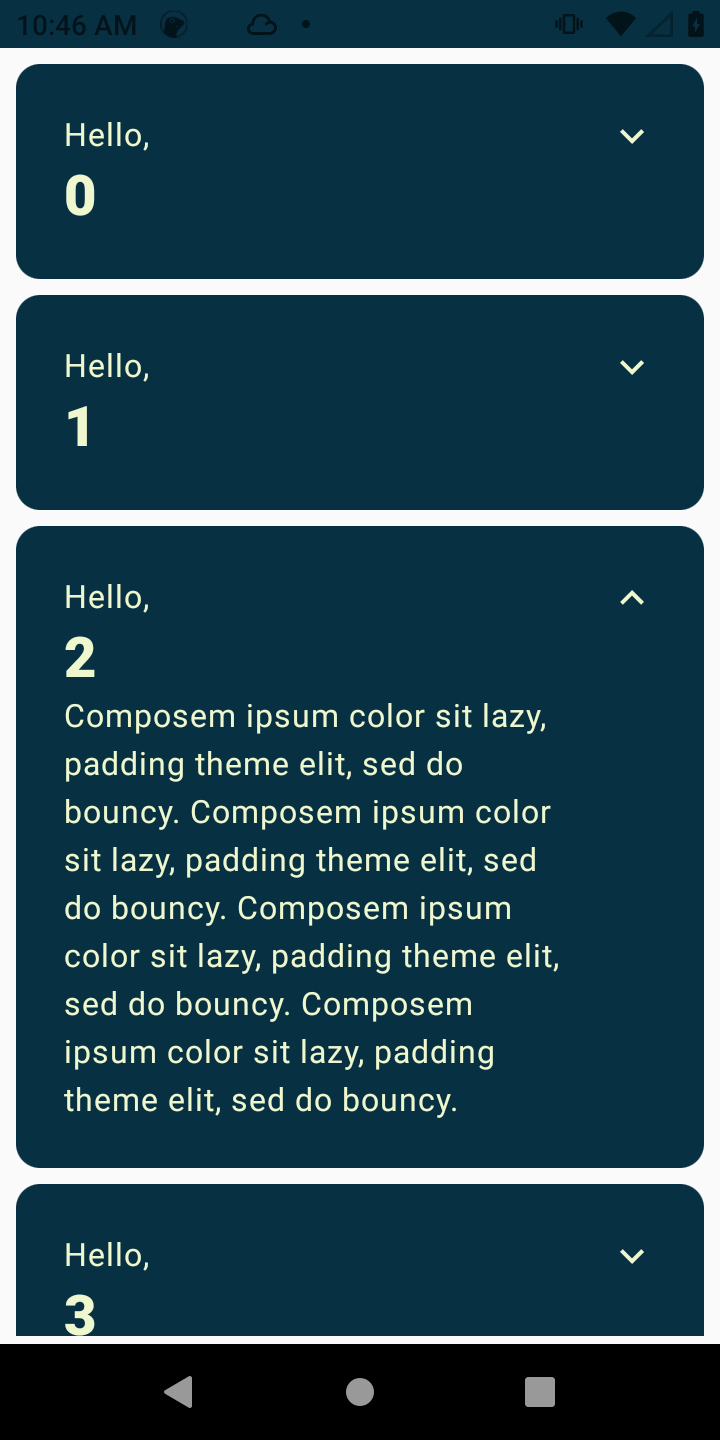 10:46 AM
Hello,
0
Hello,
1
Hello,
2
Composem ipsum color sit lazy,
padding theme elit, sed do
bouncy. Composem ipsum color
sit lazy, padding theme elit, sed
do bouncy. Composem ipsum
color sit lazy, padding theme elit,
sed do bouncy. Composem
ipsum color sit lazy, padding
theme elit, sed do bouncy.
Hello,
3